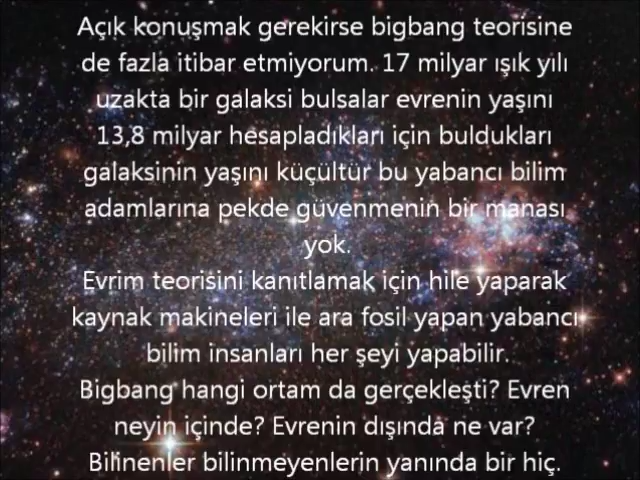 Açık konuşmak gerekirse bigbang teorisine
de fazla itibar etmiyorum. 17 milyar ışık yılı
uzakta bir galaksi bulsalar evrenin yaşını
13,8 milyar hesapladıkları için buldukları
galaksinin yaşını küçültür bu yabancı bilim
adamlarına pekde güvenmenin bir manası
yok.
Evrim teorisini kanıtlamak için hile yaparak
kaynak makineleri ile ara fosil yapan yabancı
bilim insanları her şeyi yapabilir.
Bigbang hangi ortam da gerçekleşti? Evren
neyin içinde? Evrenin dışında ne var?
Bilinenler bilinmeyenlerin yanında bir hiç.